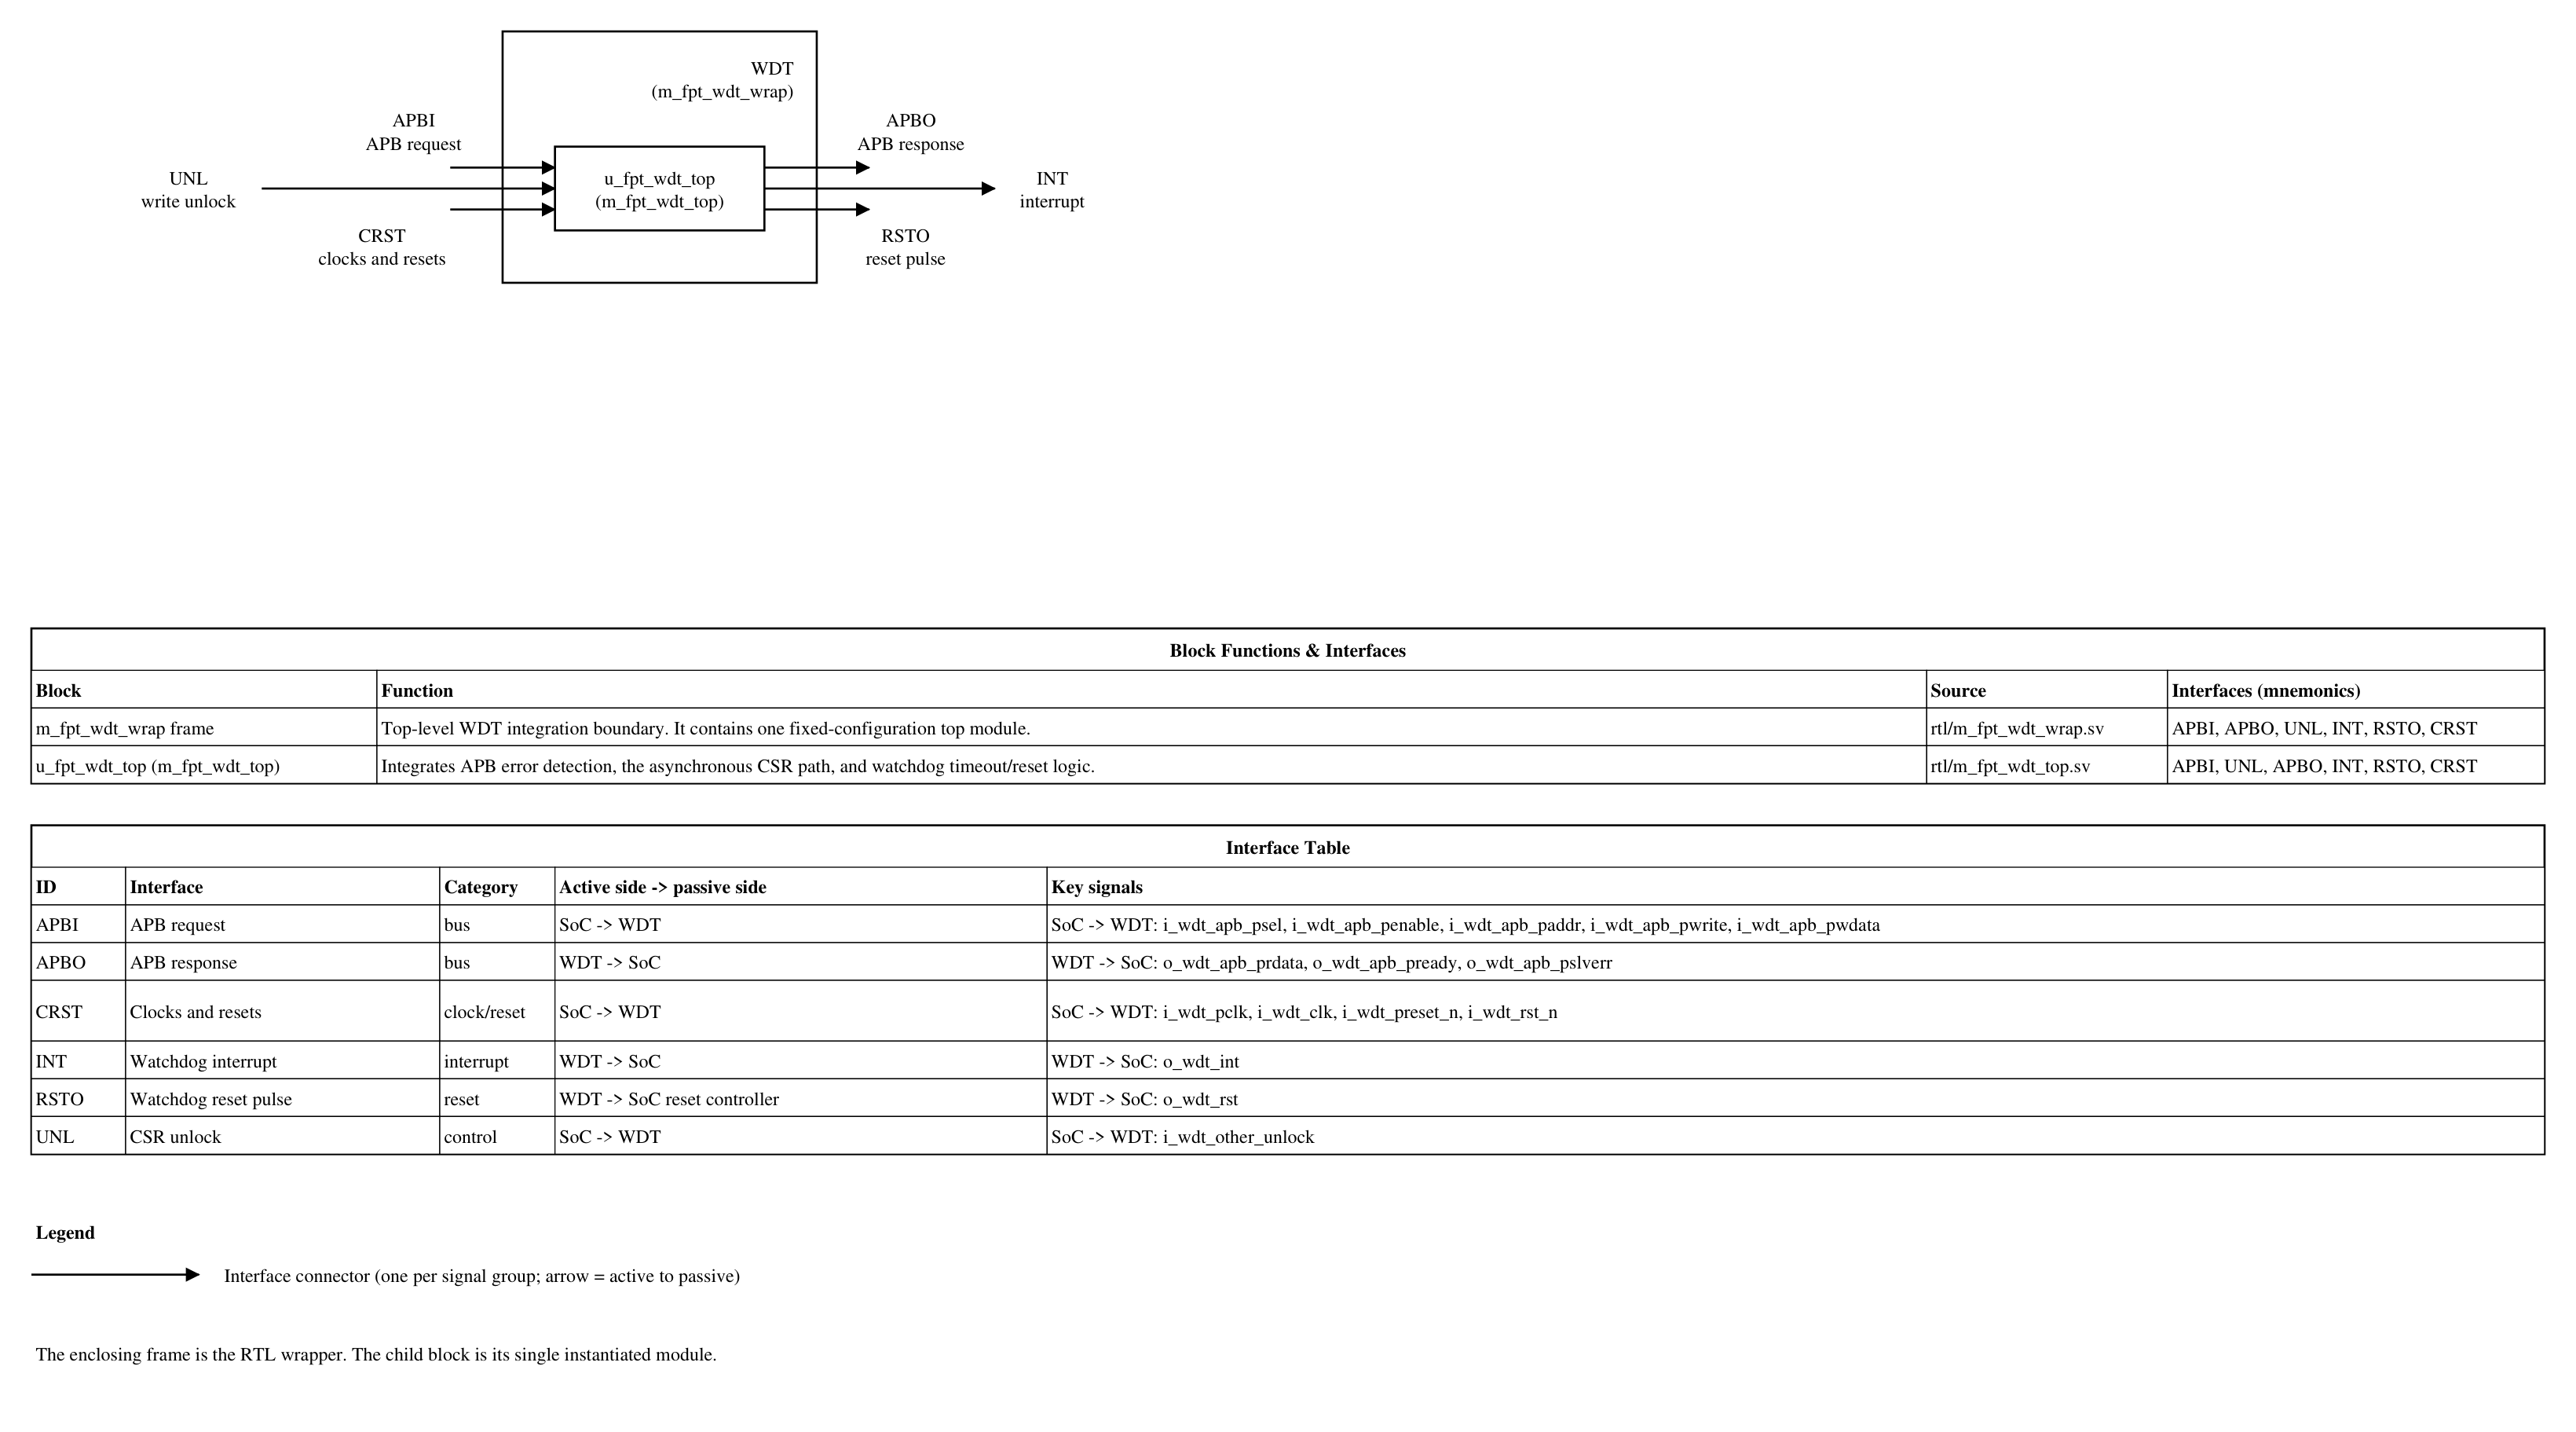 WDT
(m_fpt_wdt_wrap)
APBI
APB request
APBO
APB response
UNL
write unlock
u_fpt_wdt_top
(m_fpt_wdt_top)
INT
interrupt
CRST
clocks and resets
RSTO
reset pulse
Block Functions & Interfaces
Block Function Source Interfaces (mnemonics)
m_fpt_wdt_wrap frame Top-level WDT integration boundary. It contains one fixed-configuration top module. rtl/m_fpt_wdt_wrap.sv APBI, APBO, UNL, INT, RSTO, CRST
u_fpt_wdt_top (m_fpt_wdt_top) Integrates APB error detection, the asynchronous CSR path, and watchdog timeout/reset logic. rtl/m_fpt_wdt_top.sv APBI, UNL, APBO, INT, RSTO, CRST
Interface Table
ID Interface Category Active side -> passive side Key signals
APBI APB request bus SoC -> WDT SoC -> WDT: i_wdt_apb_psel, i_wdt_apb_penable, i_wdt_apb_paddr, i_wdt_apb_pwrite, i_wdt_apb_pwdata
APBO APB response bus WDT -> SoC WDT -> SoC: o_wdt_apb_prdata, o_wdt_apb_pready, o_wdt_apb_pslverr
CRST Clocks and resets clock/reset SoC -> WDT SoC -> WDT: i_wdt_pclk, i_wdt_clk, i_wdt_preset_n, i_wdt_rst_n
INT Watchdog interrupt interrupt WDT -> SoC WDT -> SoC: o_wdt_int
RSTO Watchdog reset pulse reset WDT -> SoC reset controller WDT -> SoC: o_wdt_rst
UNL CSR unlock control SoC -> WDT SoC -> WDT: i_wdt_other_unlock
Legend
Interface connector (one per signal group; arrow = active to passive)
The enclosing frame is the RTL wrapper. The child block is its single instantiated module.